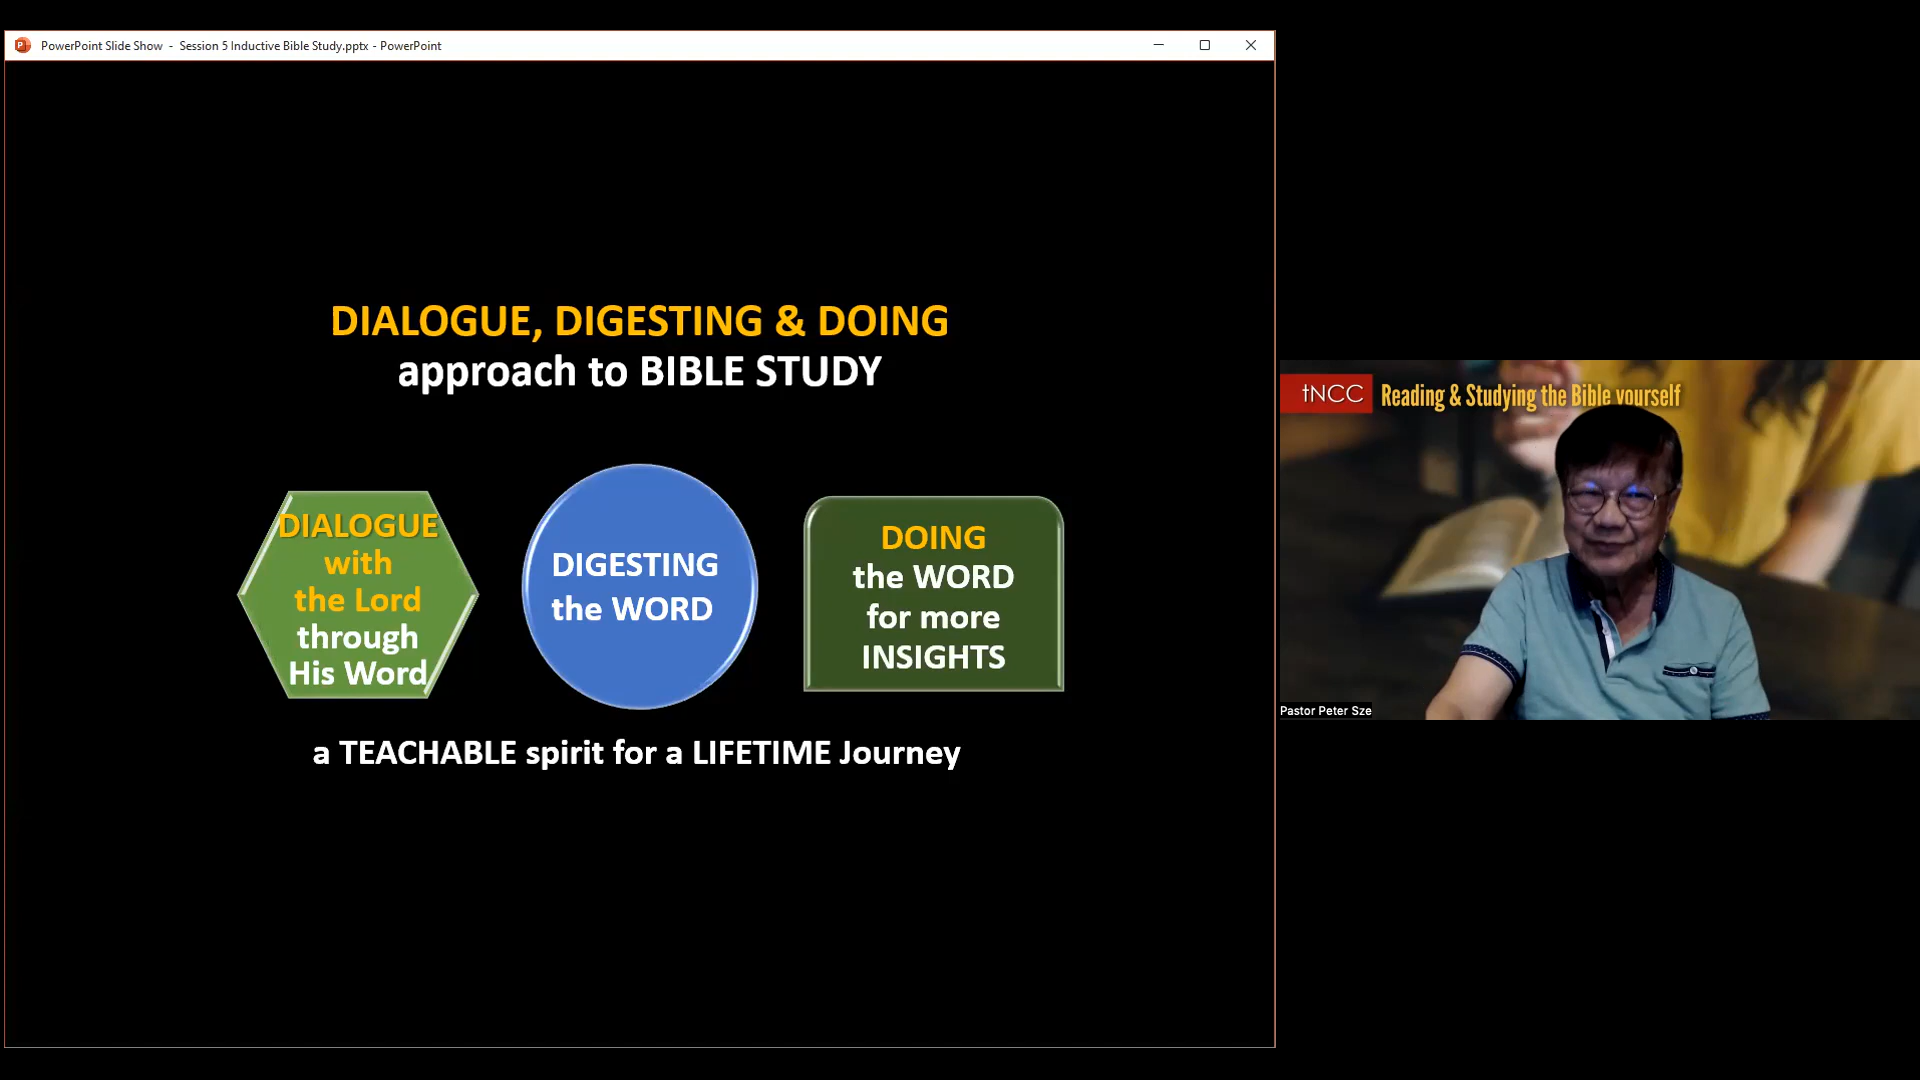 PowerPoint Slide Show - Session 5 Inductive Bible Study.pptx - PowerPoint
DIALOGUE, DIGESTING & DOING
approach to BIBLE STUDY
DIALOGUE
with
the Lord
through
His Word
DIGESTING
the WORD
DOING
the WORD
for more
INSIGHTS
a TEACHABLE spirit for a LIFETIME Journey
tNCC
Reading & Studying the Bible yourself
Pastor Peter Sze